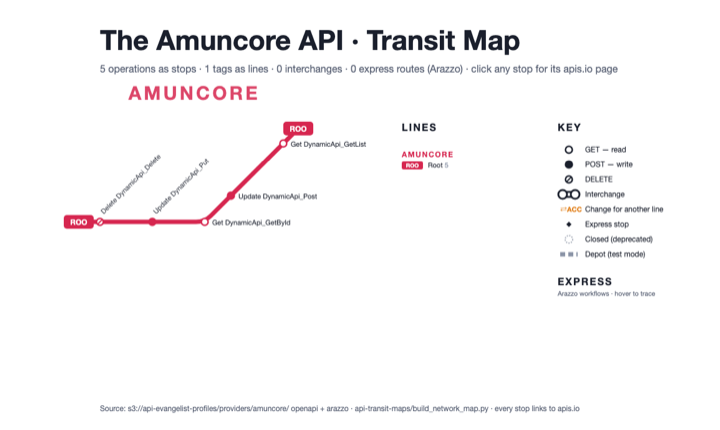 The Amuncore API · Transit Map
5 operations as stops · 1 tags as lines · 0 interchanges · 0 express routes (Arazzo) · click any stop for its apis.io page
AMUNCORE
ROO
Get DynamicApi_GetList
Delete DynamicApi_Delete
Update DynamicApi_Put
Update DynamicApi_Post
ROO
Get DynamicApi_GetById
LINES
AMUNCORE
ROO Root 5
KEY
GET — read
POST — write
DELETE
Interchange
⇄ACC Change for another line
Express stop
Closed (deprecated)
Depot (test mode)
EXPRESS
Arazzo workflows · hover to trace
Source: s3://api-evangelist-profiles/providers/amuncore/ openapi + arazzo · api-transit-maps/build_network_map.py · every stop links to apis.io